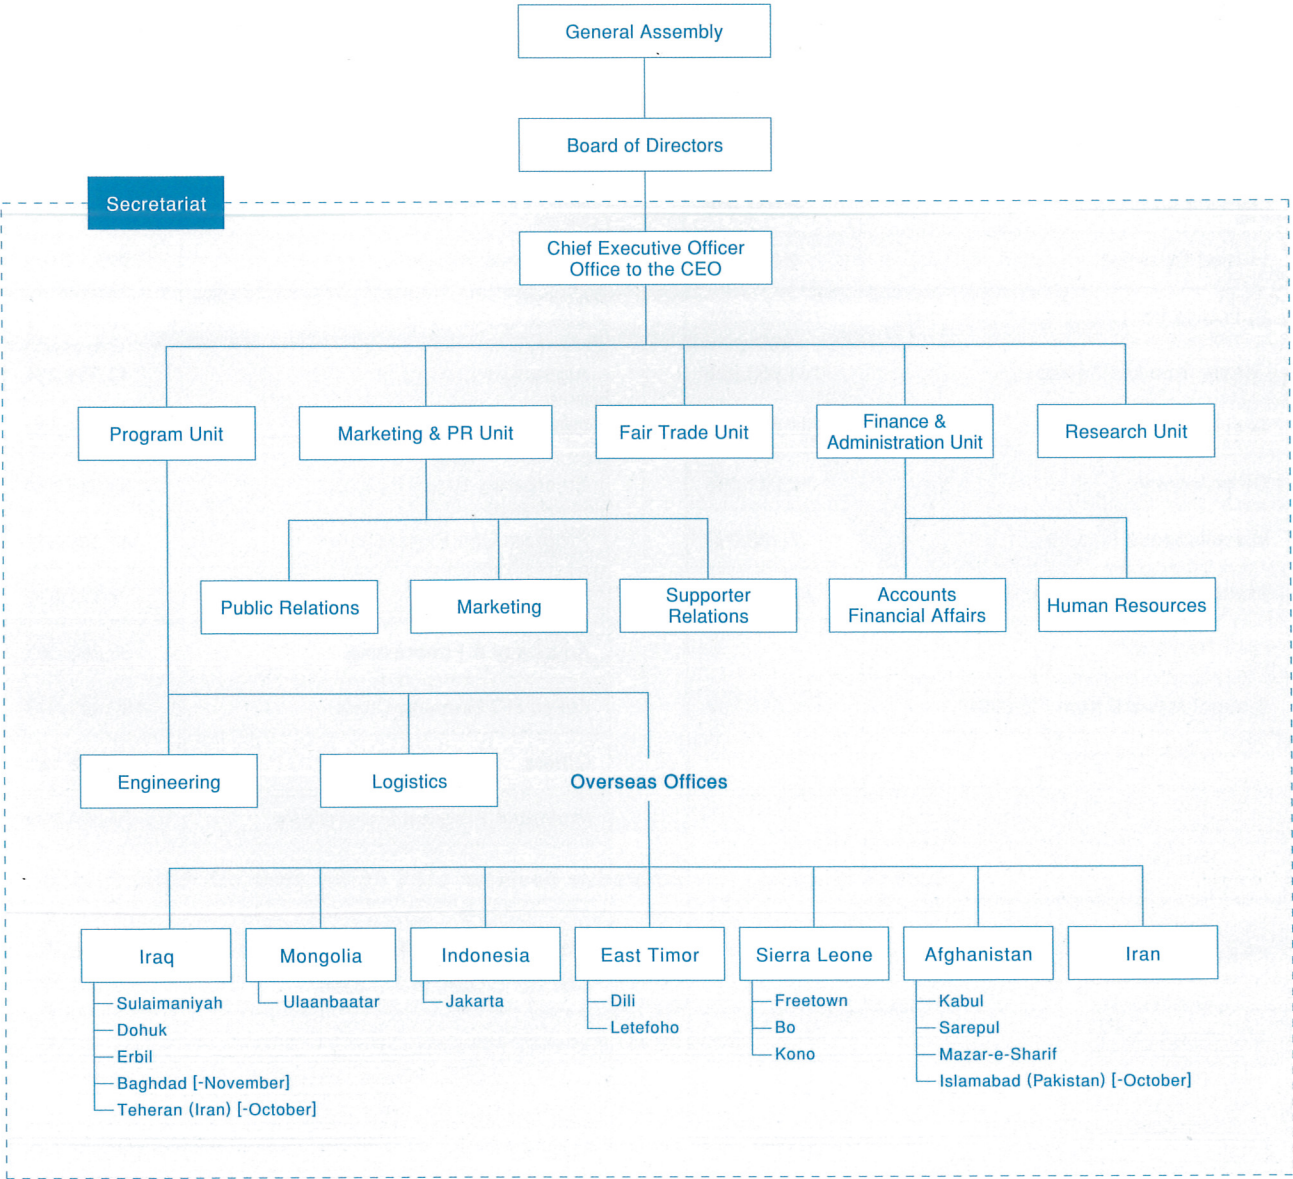 General Assembly
Board of Directors
Secretariat
Chief Executive Officer
Office to the CEO
Program Unit
Marketing & PR Unit
Fair Trade Unit
Finance &
Administration Unit
Research Unit
Public Relations
Marketing
Supporter
Relations
Accounts
Financial Affairs
Human Resources
Engineering
Logistics
Overseas Offices
Iraq
Mongolia
Indonesia
East Timor
Sierra Leone
Afghanistan
Iran
Sulaimaniyah
Dohuk
Erbil
Baghdad [-November]
Teheran (Iran) [-October]
Ulaanbaatar
Jakarta
Dili
Letefoho
Freetown
Bo
Kono
Kabul
Sarepul
Mazar-e-Sharif
Islamabad (Pakistan) [-October]